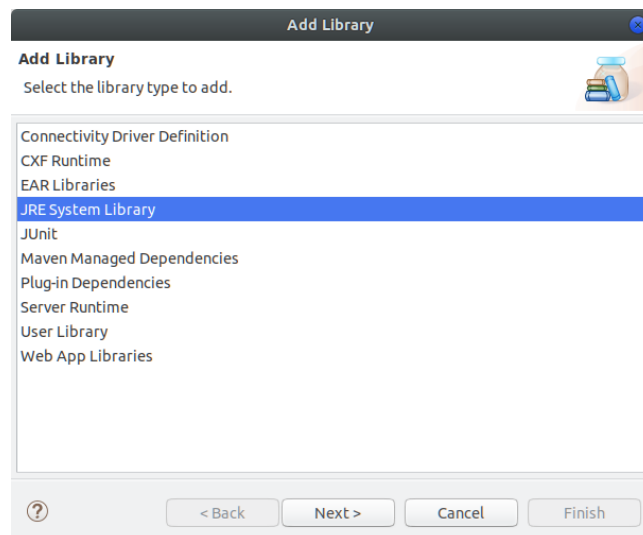 Add Library
Add Library
Select the library type to add.
Connectivity Driver Definition
CXF Runtime
EAR Libraries
JRE System Library
JUnit
Maven Managed Dependencies
Plug-in Dependencies
Server Runtime
User Library
Web App Libraries
? < Back Next > Cancel Finish